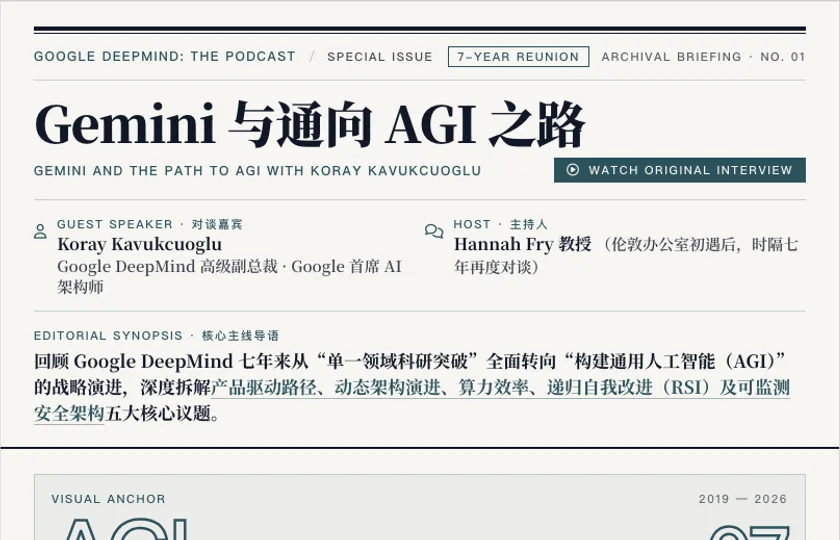 GOOGLE DEEPMIND: THE PODCAST / SPECIAL ISSUE 7–YEAR REUNION ARCHIVAL BRIEFING · NO. 01
Gemini 与通向 AGI 之路
GEMINI AND THE PATH TO AGI WITH KORAY KAVUKCUOGLU
WATCH ORIGINAL INTERVIEW
GUEST SPEAKER · 对谈嘉宾
Koray Kavukcuoglu
Google DeepMind 高级副总裁 · Google 首席 AI
架构师
HOST · 主持人
Hannah Fry 教授 （伦敦办公室初遇后，时隔七
年再度对谈）
EDITORIAL SYNOPSIS · 核心主线导语
回顾 Google DeepMind 七年来从“单一领域科研突破”全面转向“构建通用人工智能（AGI）”
的战略演进，深度拆解产品驱动路径、动态架构演进、算力效率、递归自我改进（RSI）及可监测
安全架构五大核心议题。
VISUAL ANCHOR
2019 — 2026
AGI
07